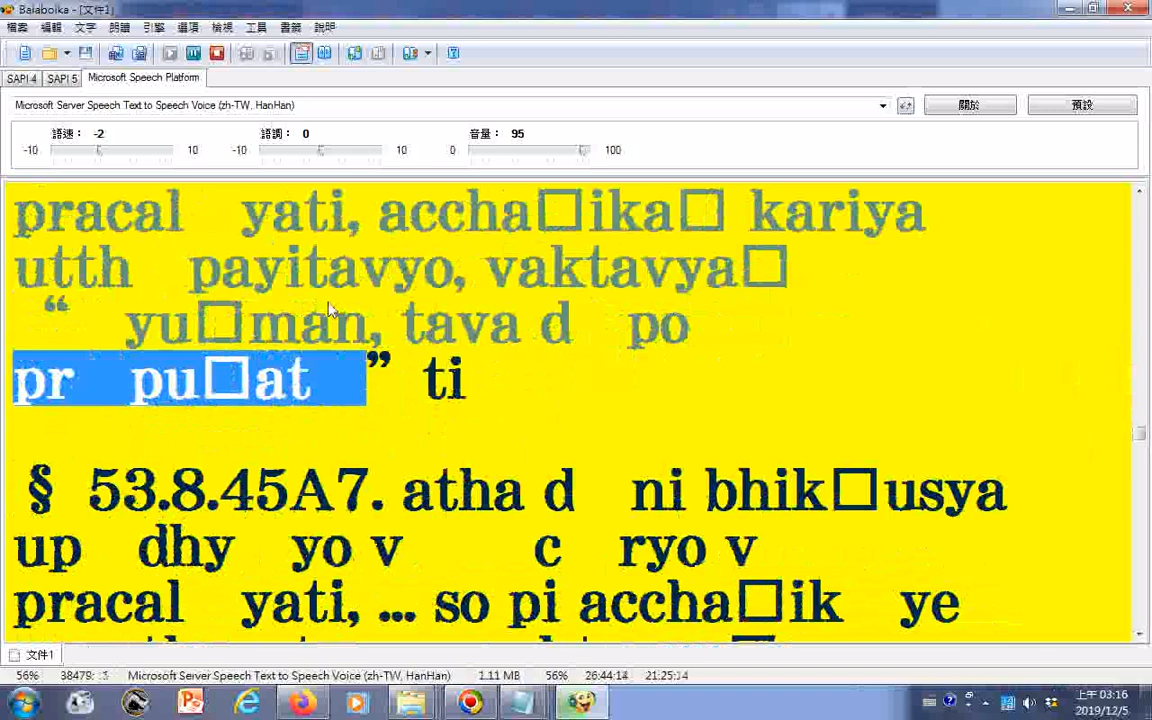 Balabolka - [文件1]
檔案 編輯 文字 朗讀 引擎 選項 檢視 工具 書籤 說明
SAPI 4 SAPI 5 Microsoft Speech Platform
Microsoft Server Speech Text to Speech Voice (zh-TW, HanHan) 關於 預設
語速： -2 語調： 0 音量： 95
-10 10 -10 10 0 100
pracal yati, accha□ika□ kariya
utth payitavyo, vaktavya□
“ yu□man, tava d po
pr pu□at ” ti
§ 53.8.45A7. atha d ni bhik□usya
up dhy yo v c ryo v
pracal yati, ... so pi accha□ik ye
文件1
56% Microsoft Server Speech Text to Speech Voice (zh-TW, HanHan) 1.11 MB 56% 26:44:14 21:25:14
上午 03:16
2019/12/5